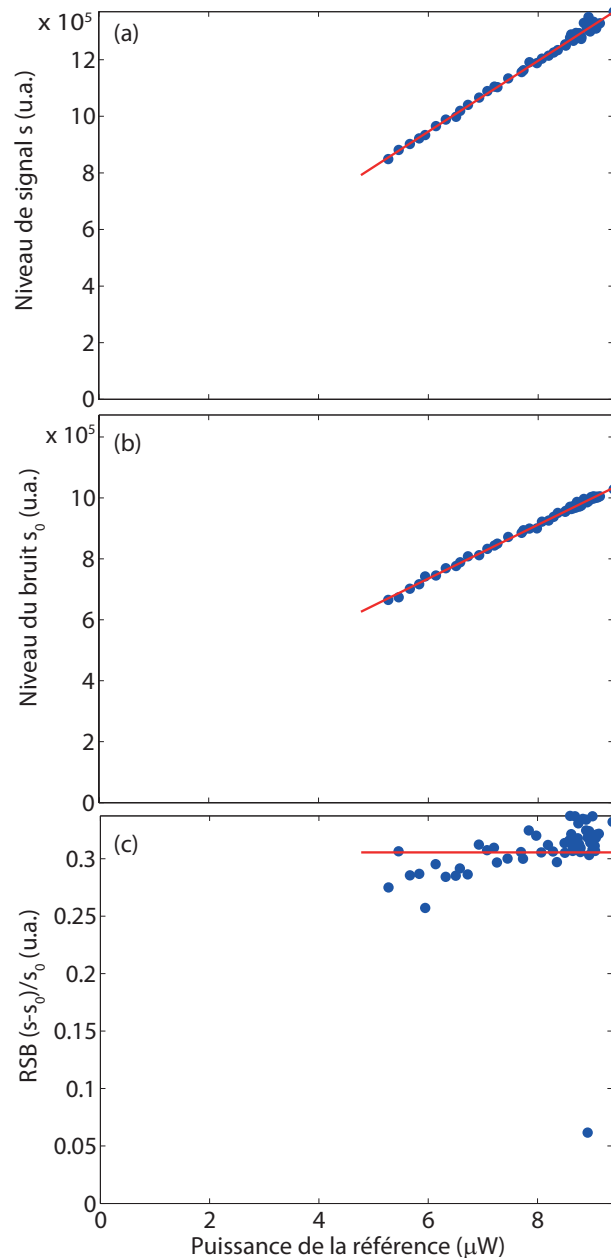 x 10⁵
(a)
12
10
8
6
4
2
0
Niveau de signal s (u.a.)
x 10⁵
(b)
10
8
6
4
2
0
Niveau du bruit s₀ (u.a.)
(c)
0.3
0.25
0.2
0.15
0.1
0.05
0
RSB (s-s₀)/s₀ (u.a.)
0 2 4 6 8
Puissance de la référence (μW)